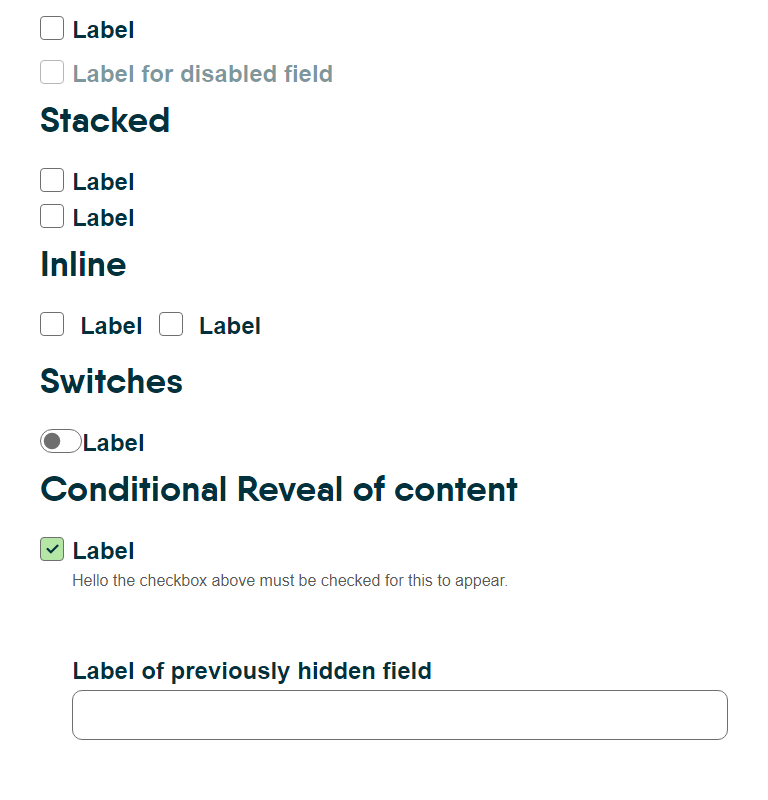 Label
Label for disabled field
Stacked
Label
Label
Inline
Label Label
Switches
Label
Conditional Reveal of content
Label
Hello the checkbox above must be checked for this to appear.
Label of previously hidden field